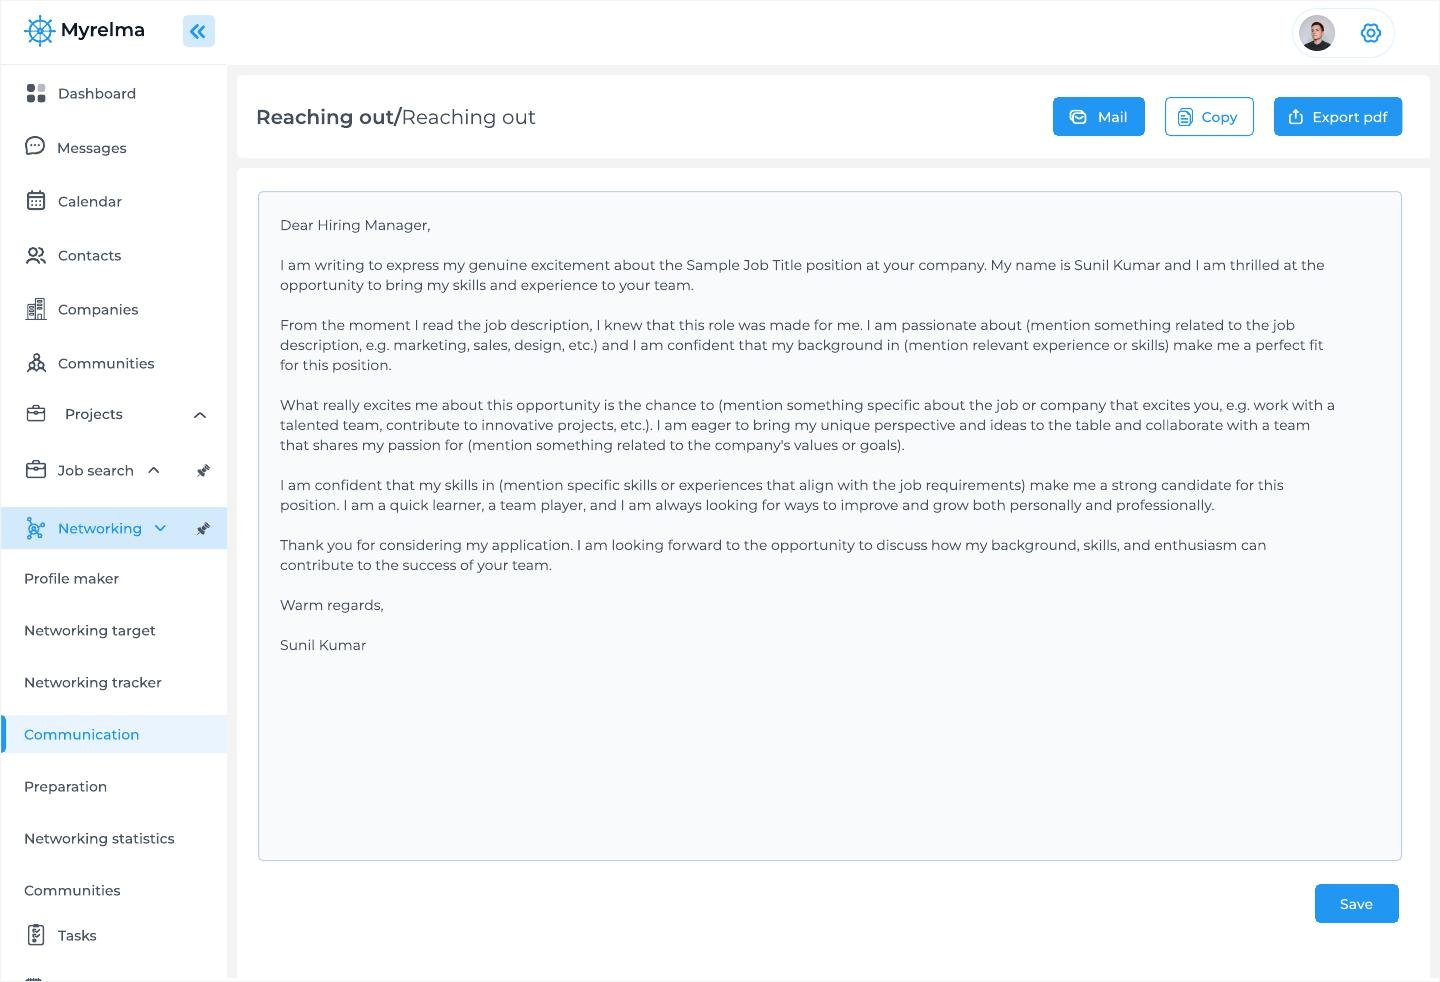 Myrelma
Dashboard
Messages
Calendar
Contacts
Companies
Communities
Projects
Job search
Networking
Profile maker
Networking target
Networking tracker
Communication
Preparation
Networking statistics
Communities
Tasks
Reaching out/Reaching out
Mail
Copy
Export pdf
Dear Hiring Manager,
I am writing to express my genuine excitement about the Sample Job Title position at your company. My name is Sunil Kumar and I am thrilled at the
opportunity to bring my skills and experience to your team.
From the moment I read the job description, I knew that this role was made for me. I am passionate about (mention something related to the job
description, e.g. marketing, sales, design, etc.) and I am confident that my background in (mention relevant experience or skills) make me a perfect fit
for this position.
What really excites me about this opportunity is the chance to (mention something specific about the job or company that excites you, e.g. work with a
talented team, contribute to innovative projects, etc.). I am eager to bring my unique perspective and ideas to the table and collaborate with a team
that shares my passion for (mention something related to the company's values or goals).
I am confident that my skills in (mention specific skills or experiences that align with the job requirements) make me a strong candidate for this
position. I am a quick learner, a team player, and I am always looking for ways to improve and grow both personally and professionally.
Thank you for considering my application. I am looking forward to the opportunity to discuss how my background, skills, and enthusiasm can
contribute to the success of your team.
Warm regards,
Sunil Kumar
Save